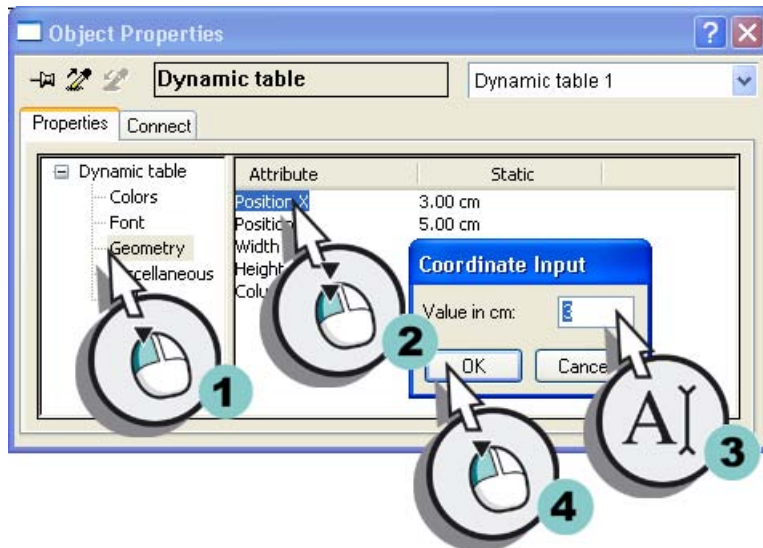 Object Properties
Dynamic table
Dynamic table 1
Properties
Connect
Dynamic table
Colors
Font
Geometry
Attribute
Static
Position X
3.00 cm
5.00 cm
Width
Height
Coordinate Input
Value in cm:
3
OK
1
2
3
4